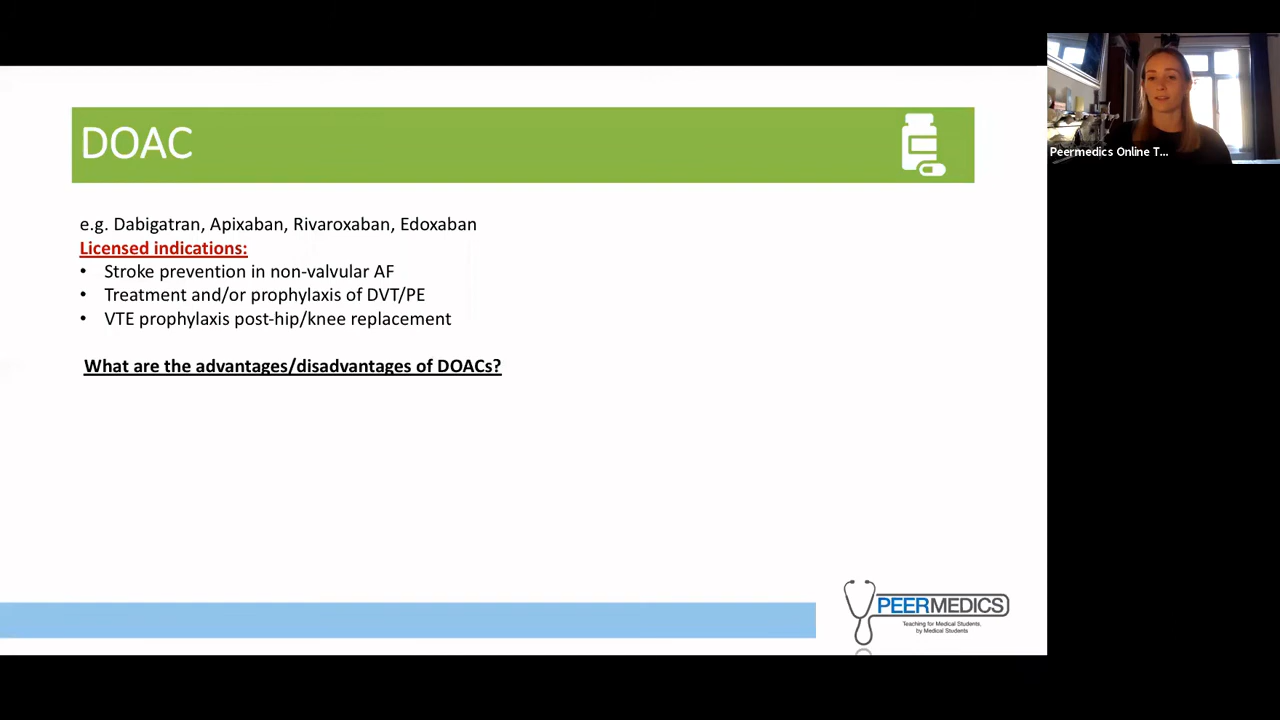 DOAC
e.g. Dabigatran, Apixaban, Rivaroxaban, Edoxaban
Licensed indications:
• Stroke prevention in non-valvular AF
• Treatment and/or prophylaxis of DVT/PE
• VTE prophylaxis post-hip/knee replacement
What are the advantages/disadvantages of DOACs?
PEERMEDICS
Teaching for Medical Students,
by Medical Students
Peermedics Online T...